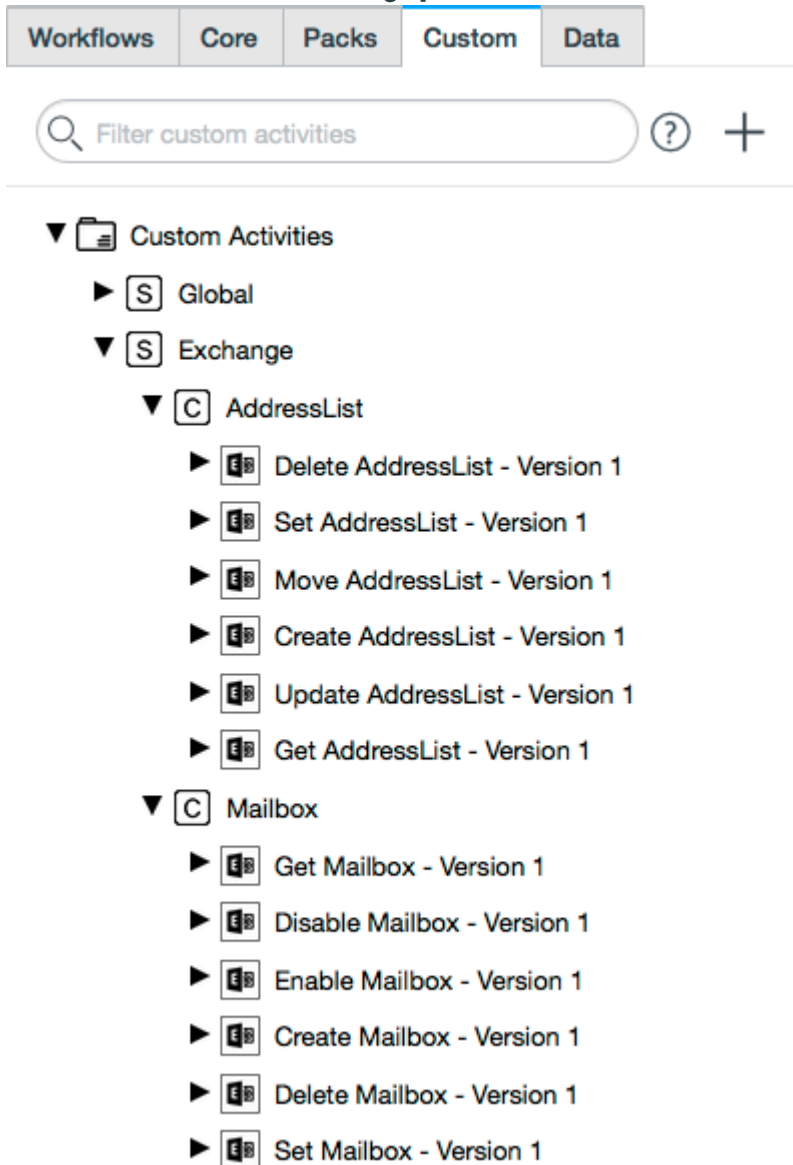 Workflows Core Packs Custom Data
Filter custom activities ?
Custom Activities
S Global
S Exchange
C AddressList
Delete AddressList - Version 1
Set AddressList - Version 1
Move AddressList - Version 1
Create AddressList - Version 1
Update AddressList - Version 1
Get AddressList - Version 1
C Mailbox
Get Mailbox - Version 1
Disable Mailbox - Version 1
Enable Mailbox - Version 1
Create Mailbox - Version 1
Delete Mailbox - Version 1
Set Mailbox - Version 1